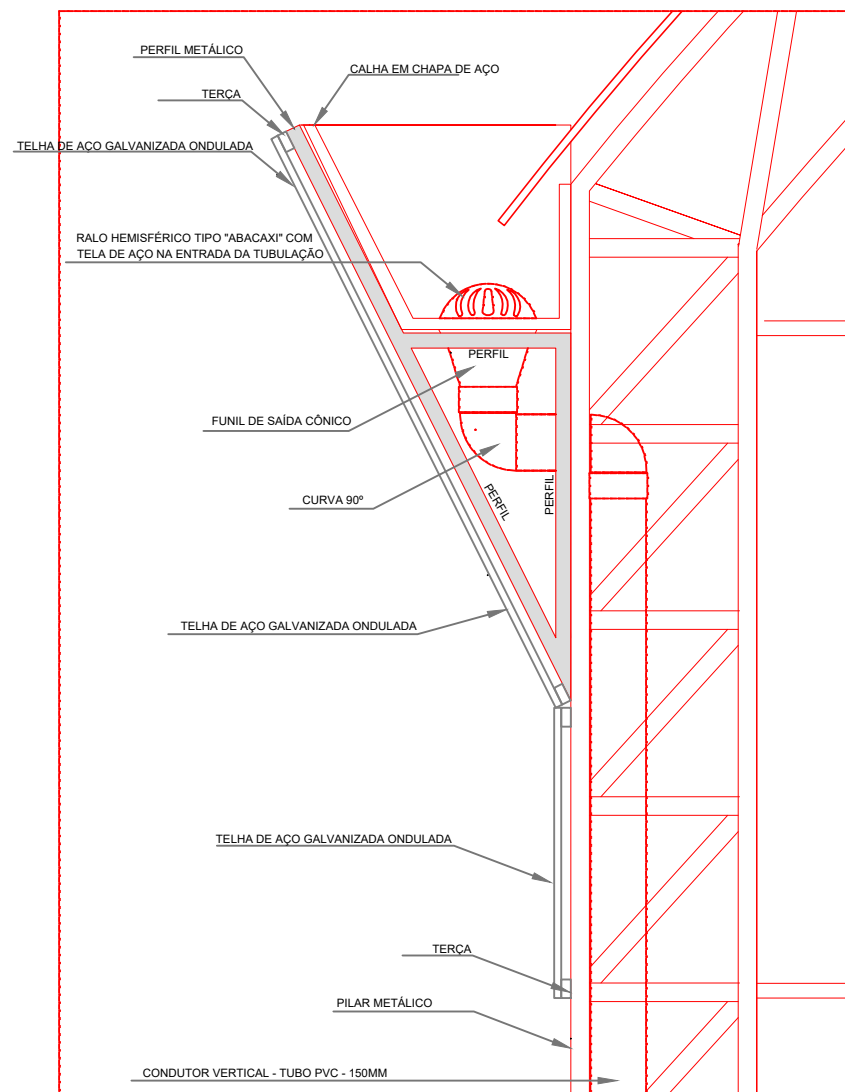 PERFIL METÁLICO
CALHA EM CHAPA DE AÇO
TERÇA
TELHA DE AÇO GALVANIZADA ONDULADA
RALO HEMISFÉRICO TIPO "ABACAXI" COM
TELA DE AÇO NA ENTRADA DA TUBULAÇÃO
PERFIL
FUNIL DE SAÍDA CÔNICO
CURVA 90º
PERFIL
PERFIL
TELHA DE AÇO GALVANIZADA ONDULADA
TELHA DE AÇO GALVANIZADA ONDULADA
TERÇA
PILAR METÁLICO
CONDUTOR VERTICAL - TUBO PVC - 150MM